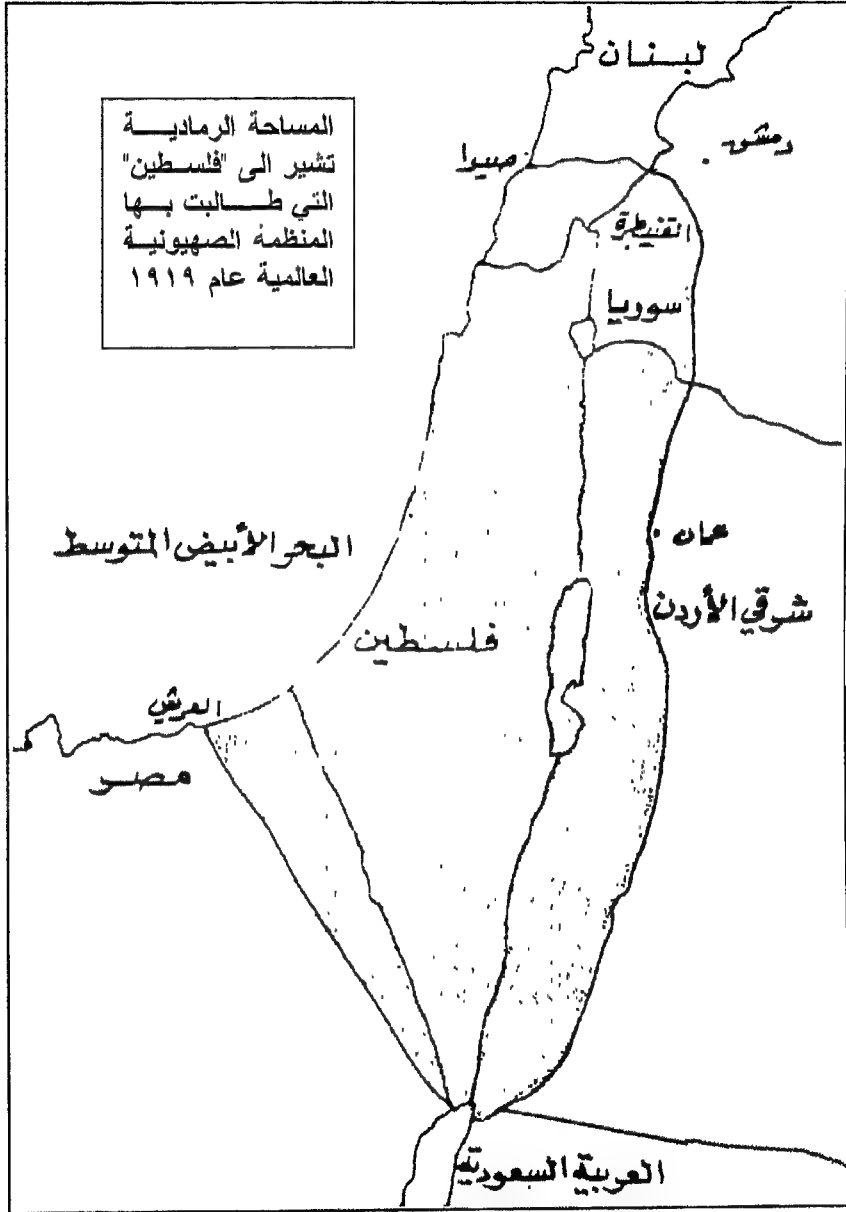 لبنان
المساحة الرمادية
تشير الى "فلسطين"
التي طالبت بها
المنظمة الصهيونية
العالمية عام ١٩١٩
دمشق
صيدا
القنيطرة
سوريا
عمان
البحر الأبيض المتوسط
شرقي الأردن
فلسطين
العريش
مصر
العربية السعودية